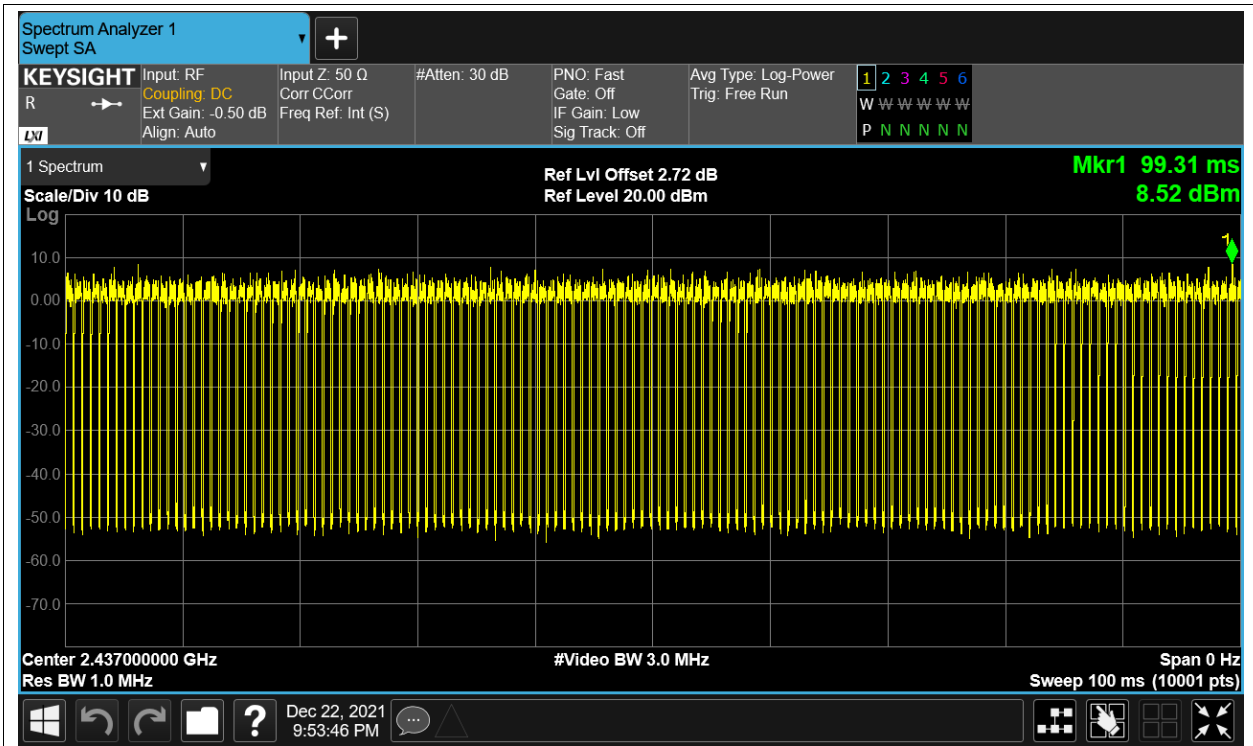 Spectrum Analyzer 1
Swept SA
KEYSIGHT
R
LXI
Input: RF
Coupling: DC
Ext Gain: -0.50 dB
Align: Auto
Input Z: 50 Ω
Corr CCorr
Freq Ref: Int (S)
#Atten: 30 dB
PNO: Fast
Gate: Off
IF Gain: Low
Sig Track: Off
Avg Type: Log-Power
Trig: Free Run
1 2 3 4 5 6
W W W W W W
P N N N N N
1 Spectrum
Scale/Div 10 dB
Ref Lvl Offset 2.72 dB
Ref Level 20.00 dBm
Mkr1 99.31 ms
8.52 dBm
Log
1
10.0
0.00
-10.0
-20.0
-30.0
-40.0
-50.0
-60.0
-70.0
Center 2.437000000 GHz
Res BW 1.0 MHz
#Video BW 3.0 MHz
Span 0 Hz
Sweep 100 ms (10001 pts)
?
Dec 22, 2021
9:53:46 PM